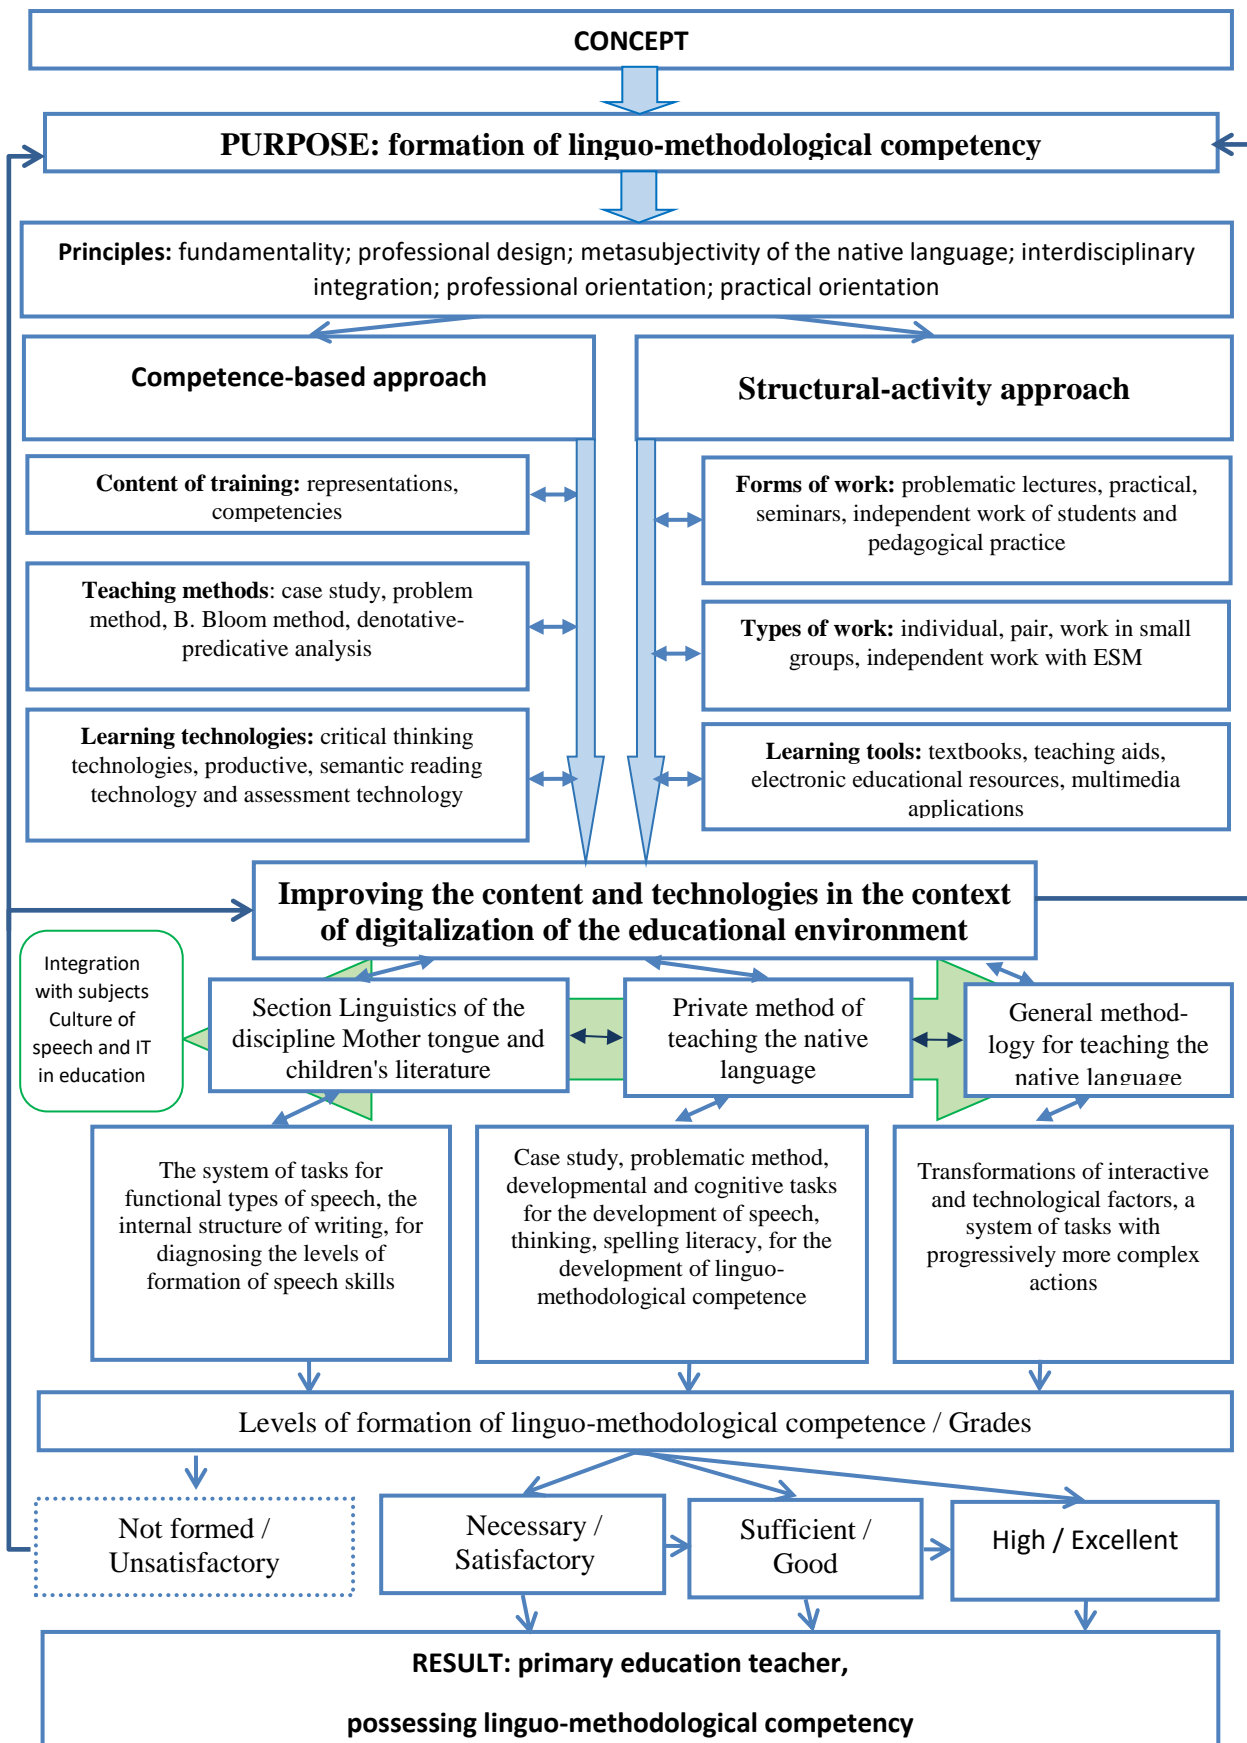 CONCEPT
PURPOSE: formation of linguo-methodological competency
Principles: fundamentality; professional design; metasubjectivity of the native language; interdisciplinary
integration; professional orientation; practical orientation
Competence-based approach
Structural-activity approach
Content of training: representations,
competencies
Forms of work: problematic lectures, practical,
seminars, independent work of students and
pedagogical practice
Teaching methods: case study, problem
method, B. Bloom method, denotative-
predicative analysis
Types of work: individual, pair, work in small
groups, independent work with ESM
Learning technologies: critical thinking
technologies, productive, semantic reading
technology and assessment technology
Learning tools: textbooks, teaching aids,
electronic educational resources, multimedia
applications
Improving the content and technologies in the context
of digitalization of the educational environment
Integration
with subjects
Culture of
speech and IT
in education
Section Linguistics of the
discipline Mother tongue and
children's literature
Private method of
teaching the native
language
General method-
logy for teaching the
native language
The system of tasks for
functional types of speech, the
internal structure of writing, for
diagnosing the levels of
formation of speech skills
Case study, problematic method,
developmental and cognitive tasks
for the development of speech,
thinking, spelling literacy, for the
development of linguo-
methodological competence
Transformations of interactive
and technological factors, a
system of tasks with
progressively more complex
actions
Levels of formation of linguo-methodological competence / Grades
Not formed /
Unsatisfactory
Necessary /
Satisfactory
Sufficient /
Good
High / Excellent
RESULT: primary education teacher,
possessing linguo-methodological competency